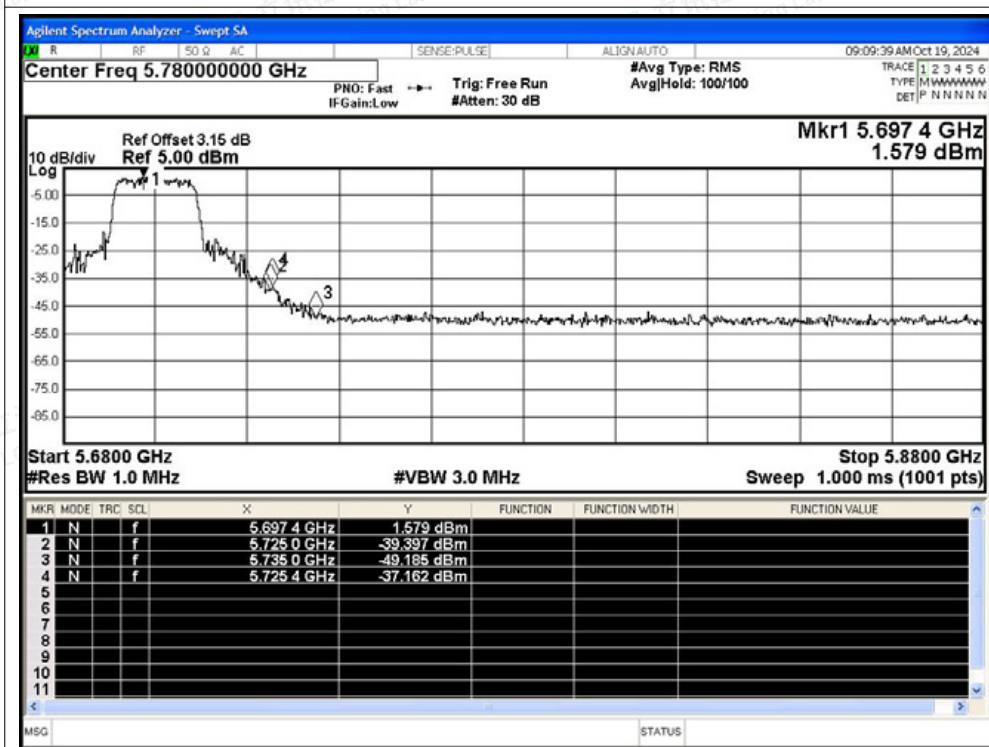 Agilent Spectrum Analyzer - Swept SA
R RF 50 Ω AC SENSE:PULSE ALIGN AUTO 09:09:39 AM Oct 19, 2024
Center Freq 5.780000000 GHz #Avg Type: RMS TRACE 1 2 3 4 5 6
PNO: Fast Trig: Free Run Avg|Hold: 100/100 TYPE M WWWWW
IFGain:Low #Atten: 30 dB DET P N N N N N
Mkr1 5.697 4 GHz
Ref Offset 3.15 dB
10 dB/div Ref 5.00 dBm 1.579 dBm
Log
1
-5.00
-15.0
-25.0
4
2
-35.0
3
-45.0
-55.0
-65.0
-75.0
-85.0
Start 5.6800 GHz Stop 5.8800 GHz
#Res BW 1.0 MHz #VBW 3.0 MHz Sweep 1.000 ms (1001 pts)
MKR MODE TRC SCL X Y FUNCTION FUNCTION WIDTH FUNCTION VALUE
1 N f 5.697 4 GHz 1.579 dBm
2 N f 5.725 0 GHz -39.397 dBm
3 N f 5.735 0 GHz -49.185 dBm
4 N f 5.725 4 GHz -37.162 dBm
5
6
7
8
9
10
11
MSG STATUS